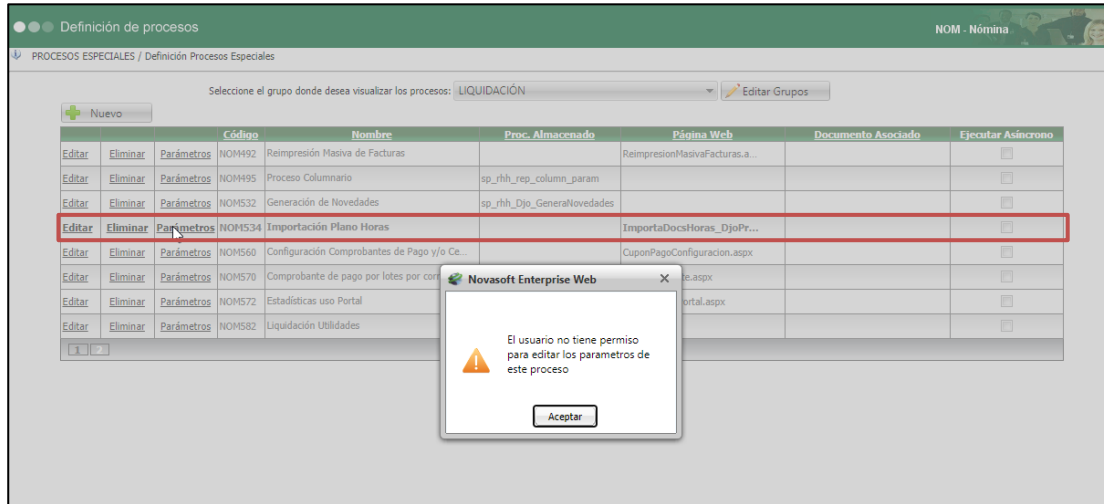 Definición de procesos
NOM - Nómina
PROCESOS ESPECIALES / Definición Procesos Especiales
Seleccione el grupo donde desea visualizar los procesos: LIQUIDACIÓN Editar Grupos
Nuevo
Código Nombre Proc. Almacenado Página Web Documento Asociado Ejecutar Asíncrono
Editar Eliminar Parámetros NOM492 Reimpresión Masiva de Facturas ReimpresionMasivaFacturas.a...
Editar Eliminar Parámetros NOM495 Proceso Columnario sp_rhh_rep_column_param
Editar Eliminar Parámetros NOM532 Generación de Novedades sp_rhh_Djo_GeneraNovedades
Editar Eliminar Parámetros NOM534 Importación Plano Horas ImportaDocsHoras_DjoPr...
Editar Eliminar Parámetros NOM560 Configuración Comprobantes de Pago y/o Ce... CuponPagoConfiguracion.aspx
Editar Eliminar Parámetros NOM570 Comprobante de pago por lotes por
Editar Eliminar Parámetros NOM572 Estadísticas uso Portal
Editar Eliminar Parámetros NOM582 Liquidación Utilidades
1 2
Novasoft Enterprise Web
El usuario no tiene permiso
para editar los parametros de
este proceso
Aceptar